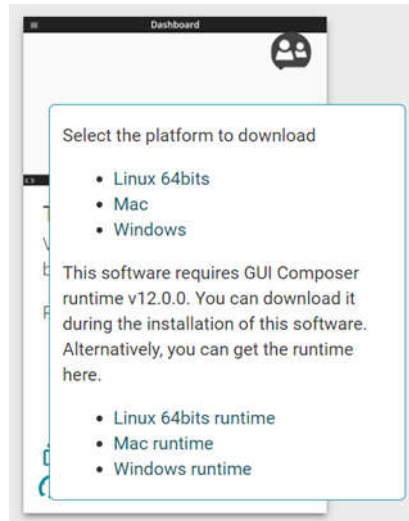 Dashboard
Select the platform to download
Linux 64bits
Mac
Windows
This software requires GUI Composer
runtime v12.0.0. You can download it
during the installation of this software.
Alternatively, you can get the runtime
here.
Linux 64bits runtime
Mac runtime
Windows runtime